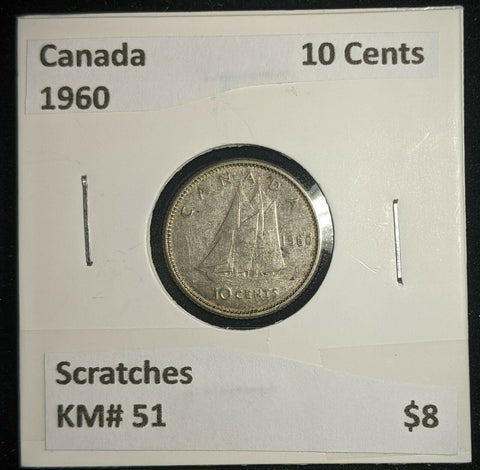 Canada 10 Cents
1960
CANADA
1960
10 CENTS
Scratches
KM# 51 $8